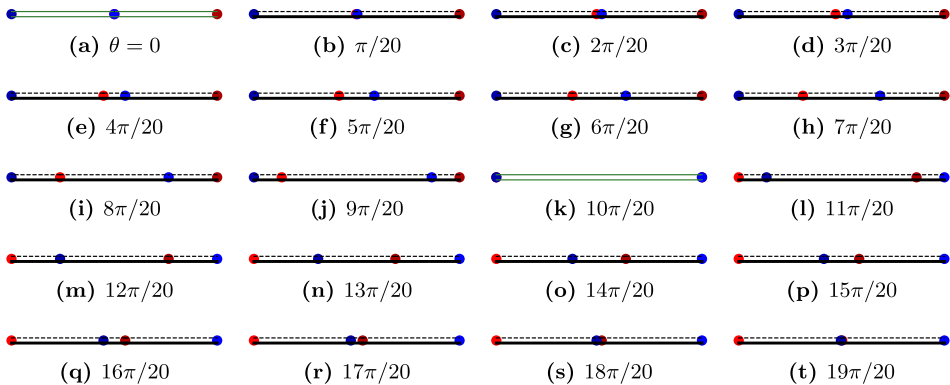 (a) θ = 0 (b) π/20 (c) 2π/20 (d) 3π/20
(e) 4π/20 (f) 5π/20 (g) 6π/20 (h) 7π/20
(i) 8π/20 (j) 9π/20 (k) 10π/20 (l) 11π/20
(m) 12π/20 (n) 13π/20 (o) 14π/20 (p) 15π/20
(q) 16π/20 (r) 17π/20 (s) 18π/20 (t) 19π/20